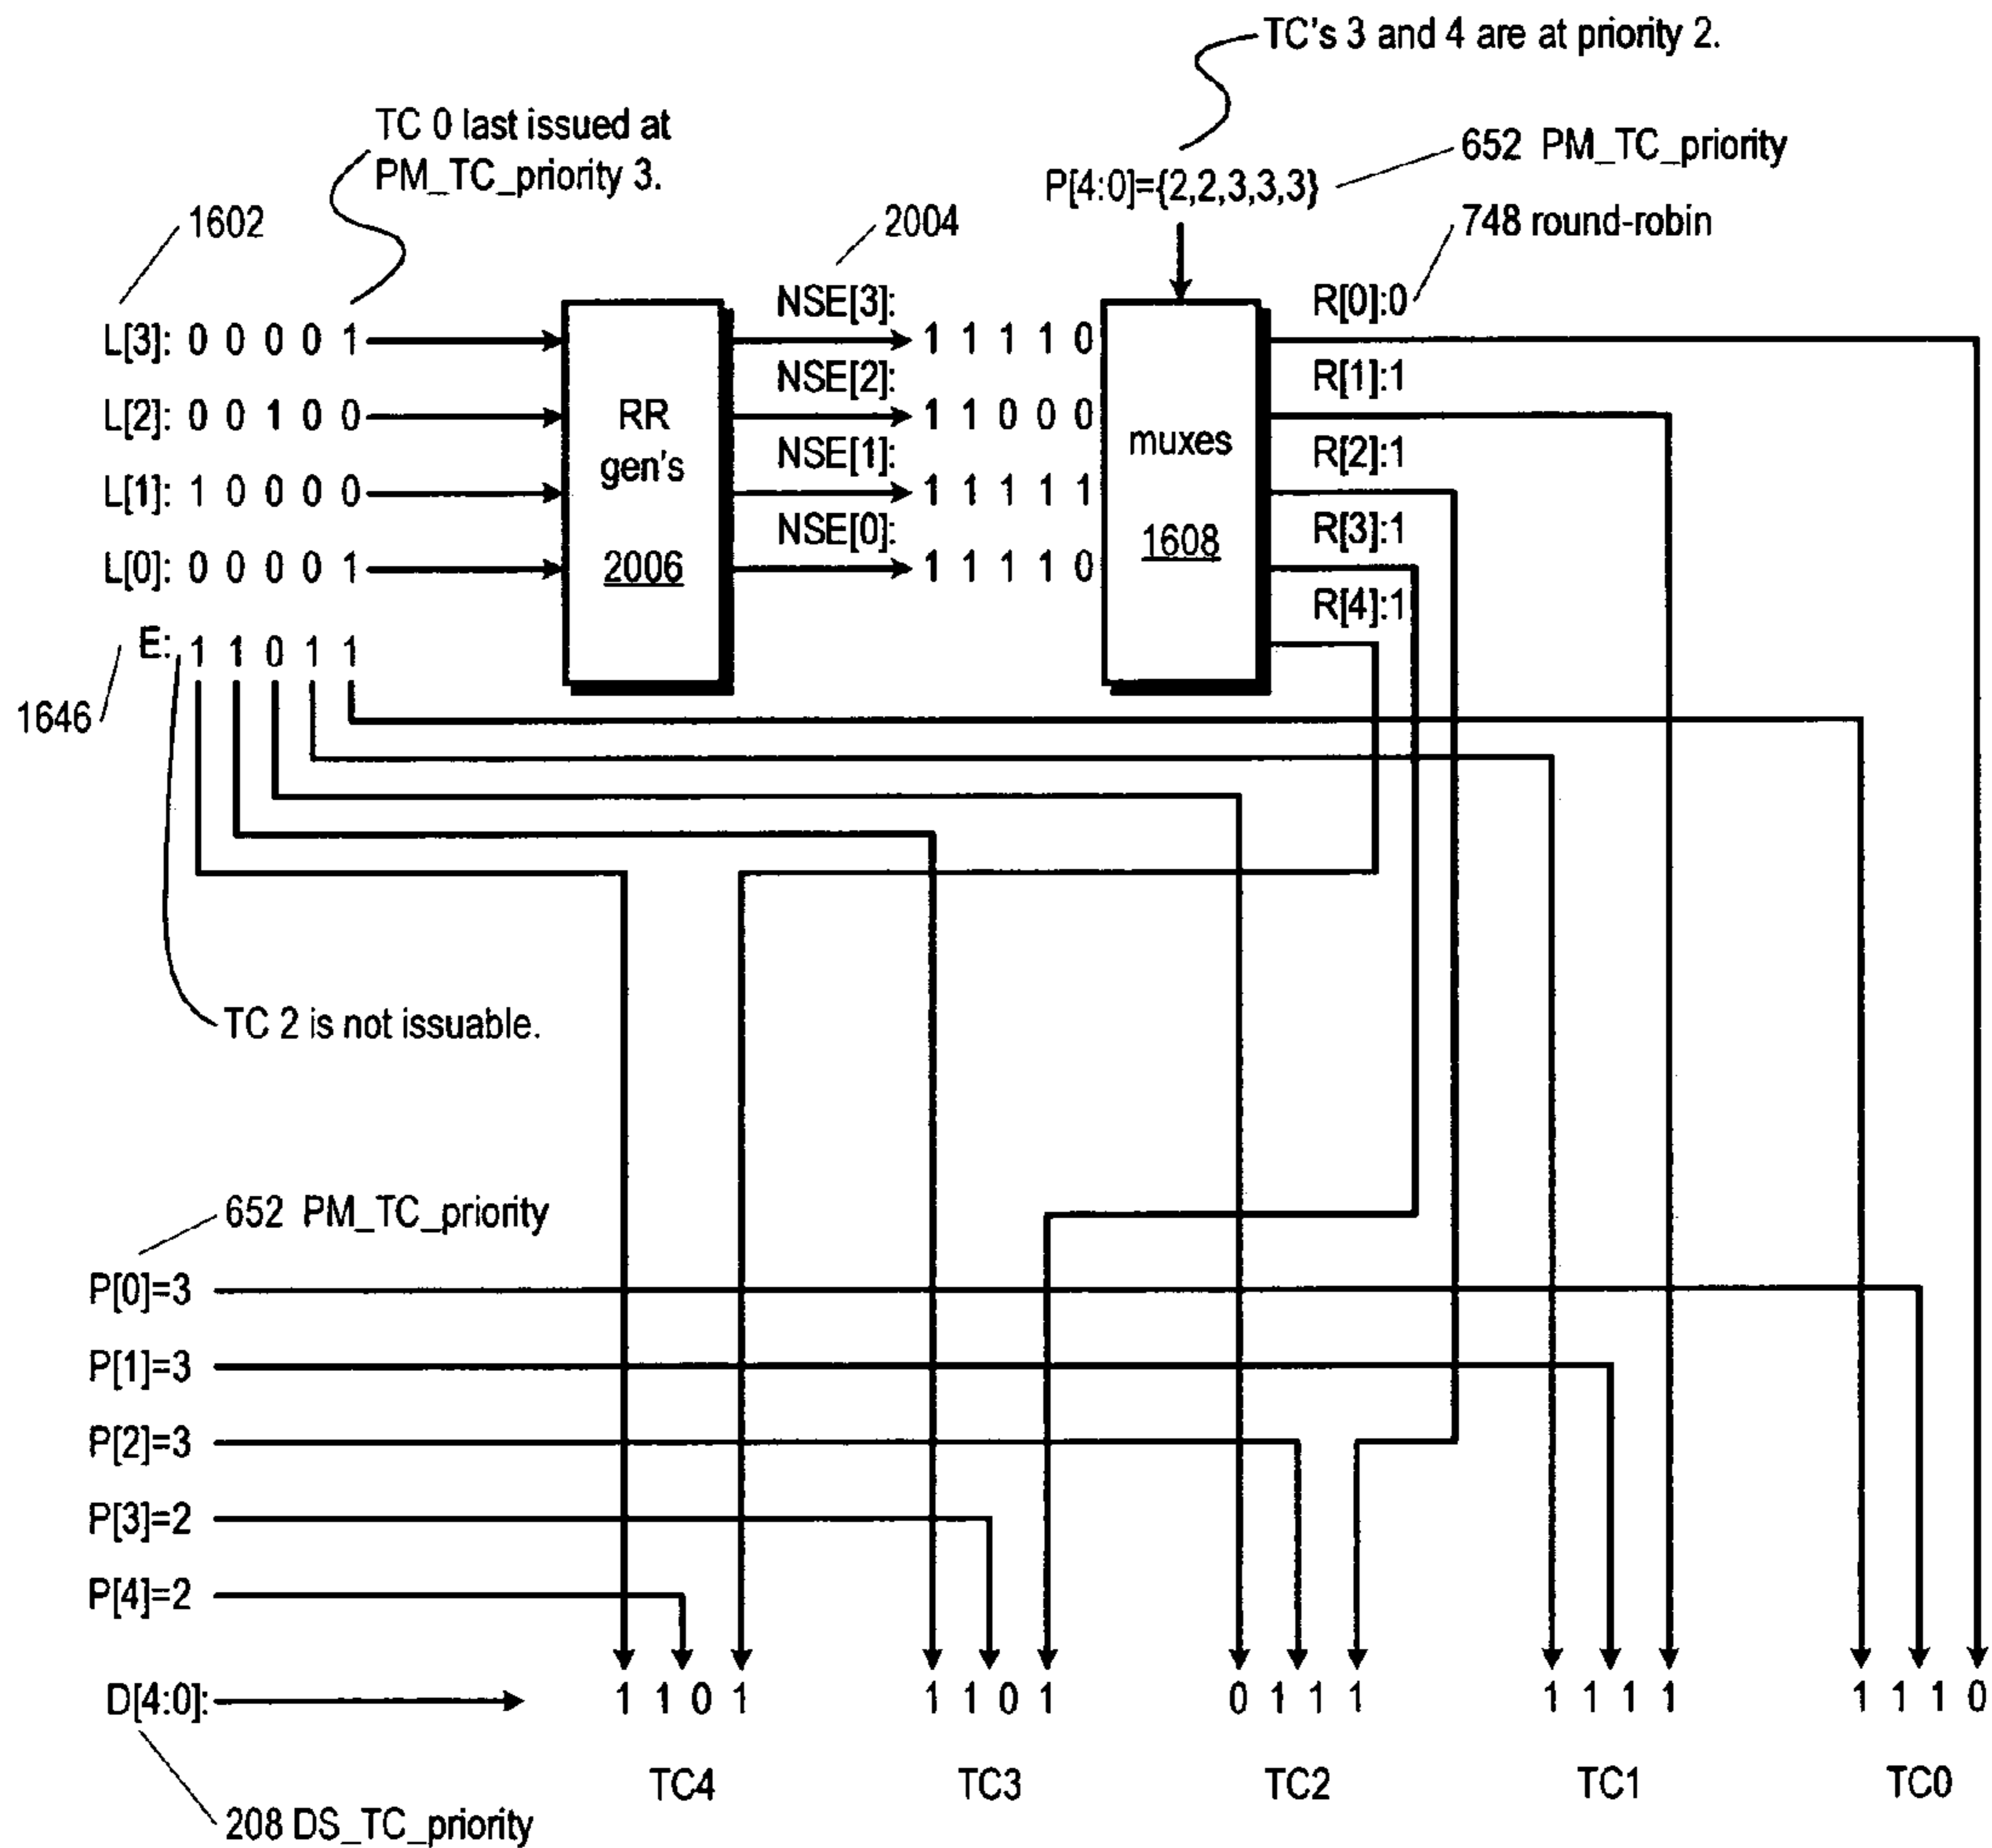 TC's 3 and 4 are at priority 2.
TC 0 last issued at
PM_TC_priority 3.
652 PM_TC_priority
P[4:0]={2,2,3,3,3}
1602
2004
748 round-robin
NSE[3]:
R[0]:0
L[3]: 0 0 0 0 1
1 1 1 1 0
NSE[2]:
R[1]:1
L[2]: 0 0 1 0 0
RR
1 1 0 0 0
muxes
gen's
NSE[1]:
R[2]:1
L[1]: 1 0 0 0 0
1 1 1 1 1
NSE[0]:
1608
R[3]:1
L[0]: 0 0 0 0 1
2006
1 1 1 1 0
R[4]:1
E: 1 1 0 1 1
1646
TC 2 is not issuable.
652 PM_TC_priority
P[0]=3
P[1]=3
P[2]=3
P[3]=2
P[4]=2
D[4:0]: 1 1 0 1 1 1 0 1 0 1 1 1 1 1 1 1 1 1 1 0
TC4 TC3 TC2 TC1 TC0
208 DS_TC_priority